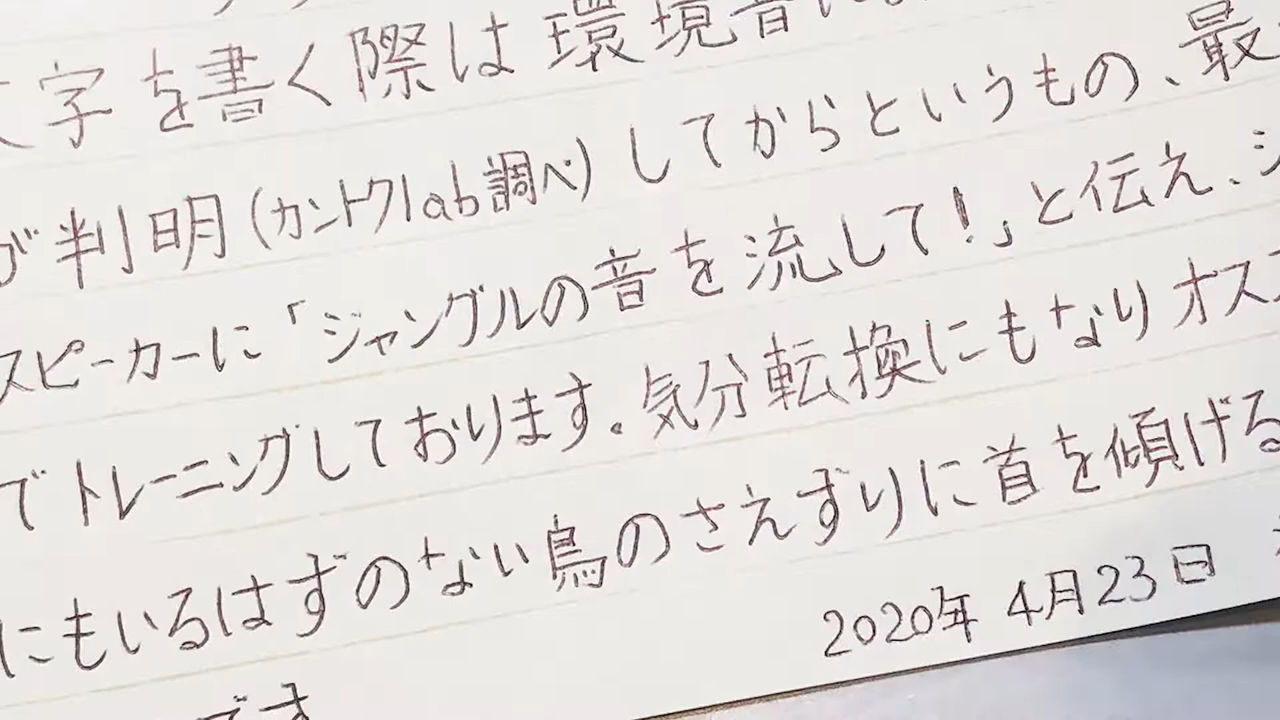 字を書く際は環境音
が判明(カントクlab調べ)してからというもの、最
スピーカーに「ジャングルの音を流して!」と伝え、ジ
でトレーニングしております。気分転換にもなりオス
にもいるはずのない鳥のさえずりに首を傾げる
2020年4月23日
です